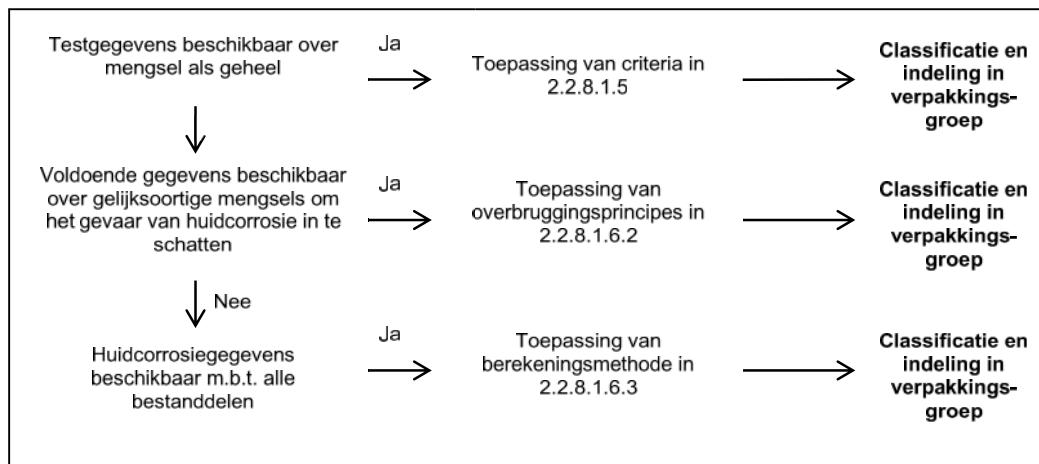 Testgegevens beschikbaar over
mengsel als geheel
Ja
Toepassing van criteria in
2.2.8.1.5
Classificatie en
indeling in
verpakkings-
groep
Voldoende gegevens beschikbaar
over gelijksoortige mengsels om
het gevaar van huidcorrosie in te
schatten
Ja
Toepassing van
overbruggingsprincipes in
2.2.8.1.6.2
Classificatie en
indeling in
verpakkings-
groep
Nee
Huidcorrosiegegevens
beschikbaar m.b.t. alle
bestanddelen
Ja
Toepassing van
berekeningsmethode in
2.2.8.1.6.3
Classificatie en
indeling in
verpakkings-
groep